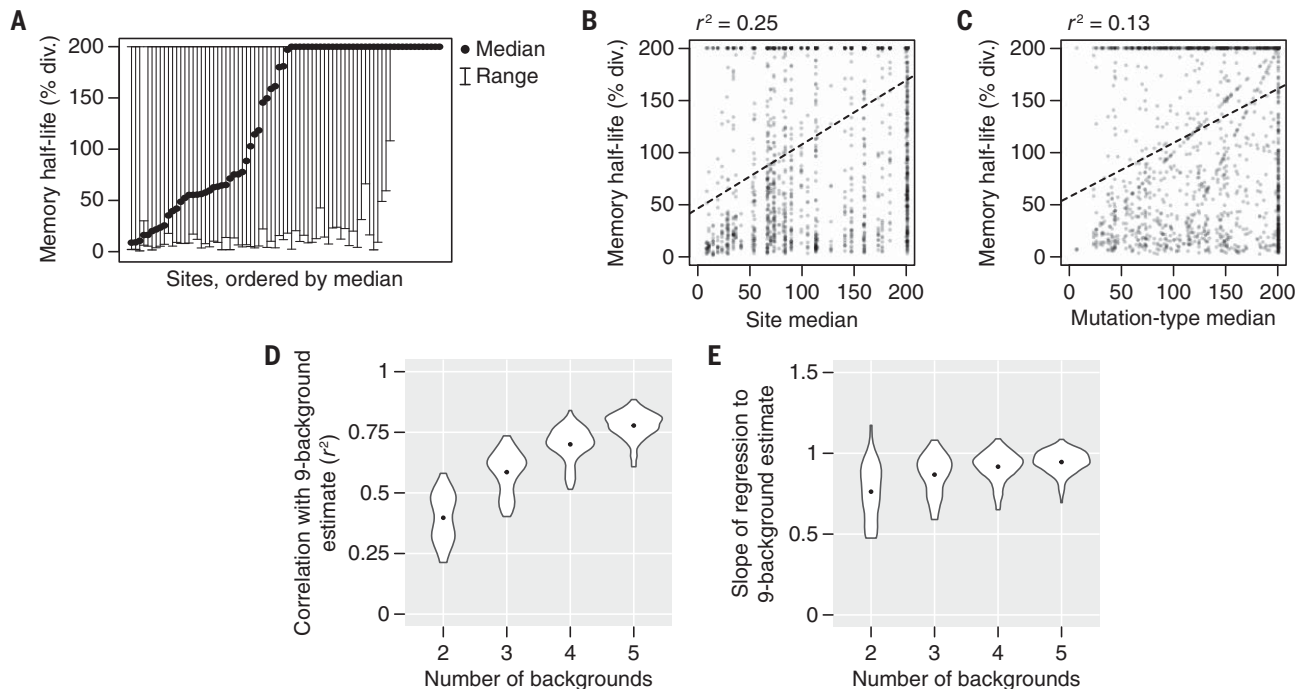 A
Memory half-life (% div.)
200
150
100
50
0
Sites, ordered by median
Median
Range
B
r² = 0.25
Memory half-life (% div.)
200
150
100
50
0
0 50 100 150 200
Site median
C
r² = 0.13
Memory half-life (% div.)
200
150
100
50
0
0 50 100 150 200
Mutation-type median
D
Correlation with 9-background
estimate (r²)
1
0.75
0.5
0.25
0
2 3 4 5
Number of backgrounds
E
Slope of regression to
9-background estimate
1.5
1
0.5
0
2 3 4 5
Number of backgrounds